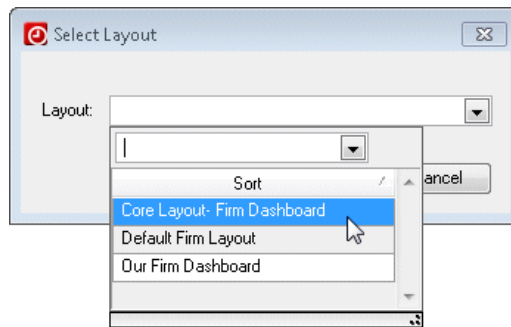 Select Layout
Layout:
Sort
ancel
Core Layout- Firm Dashboard
Default Firm Layout
Our Firm Dashboard